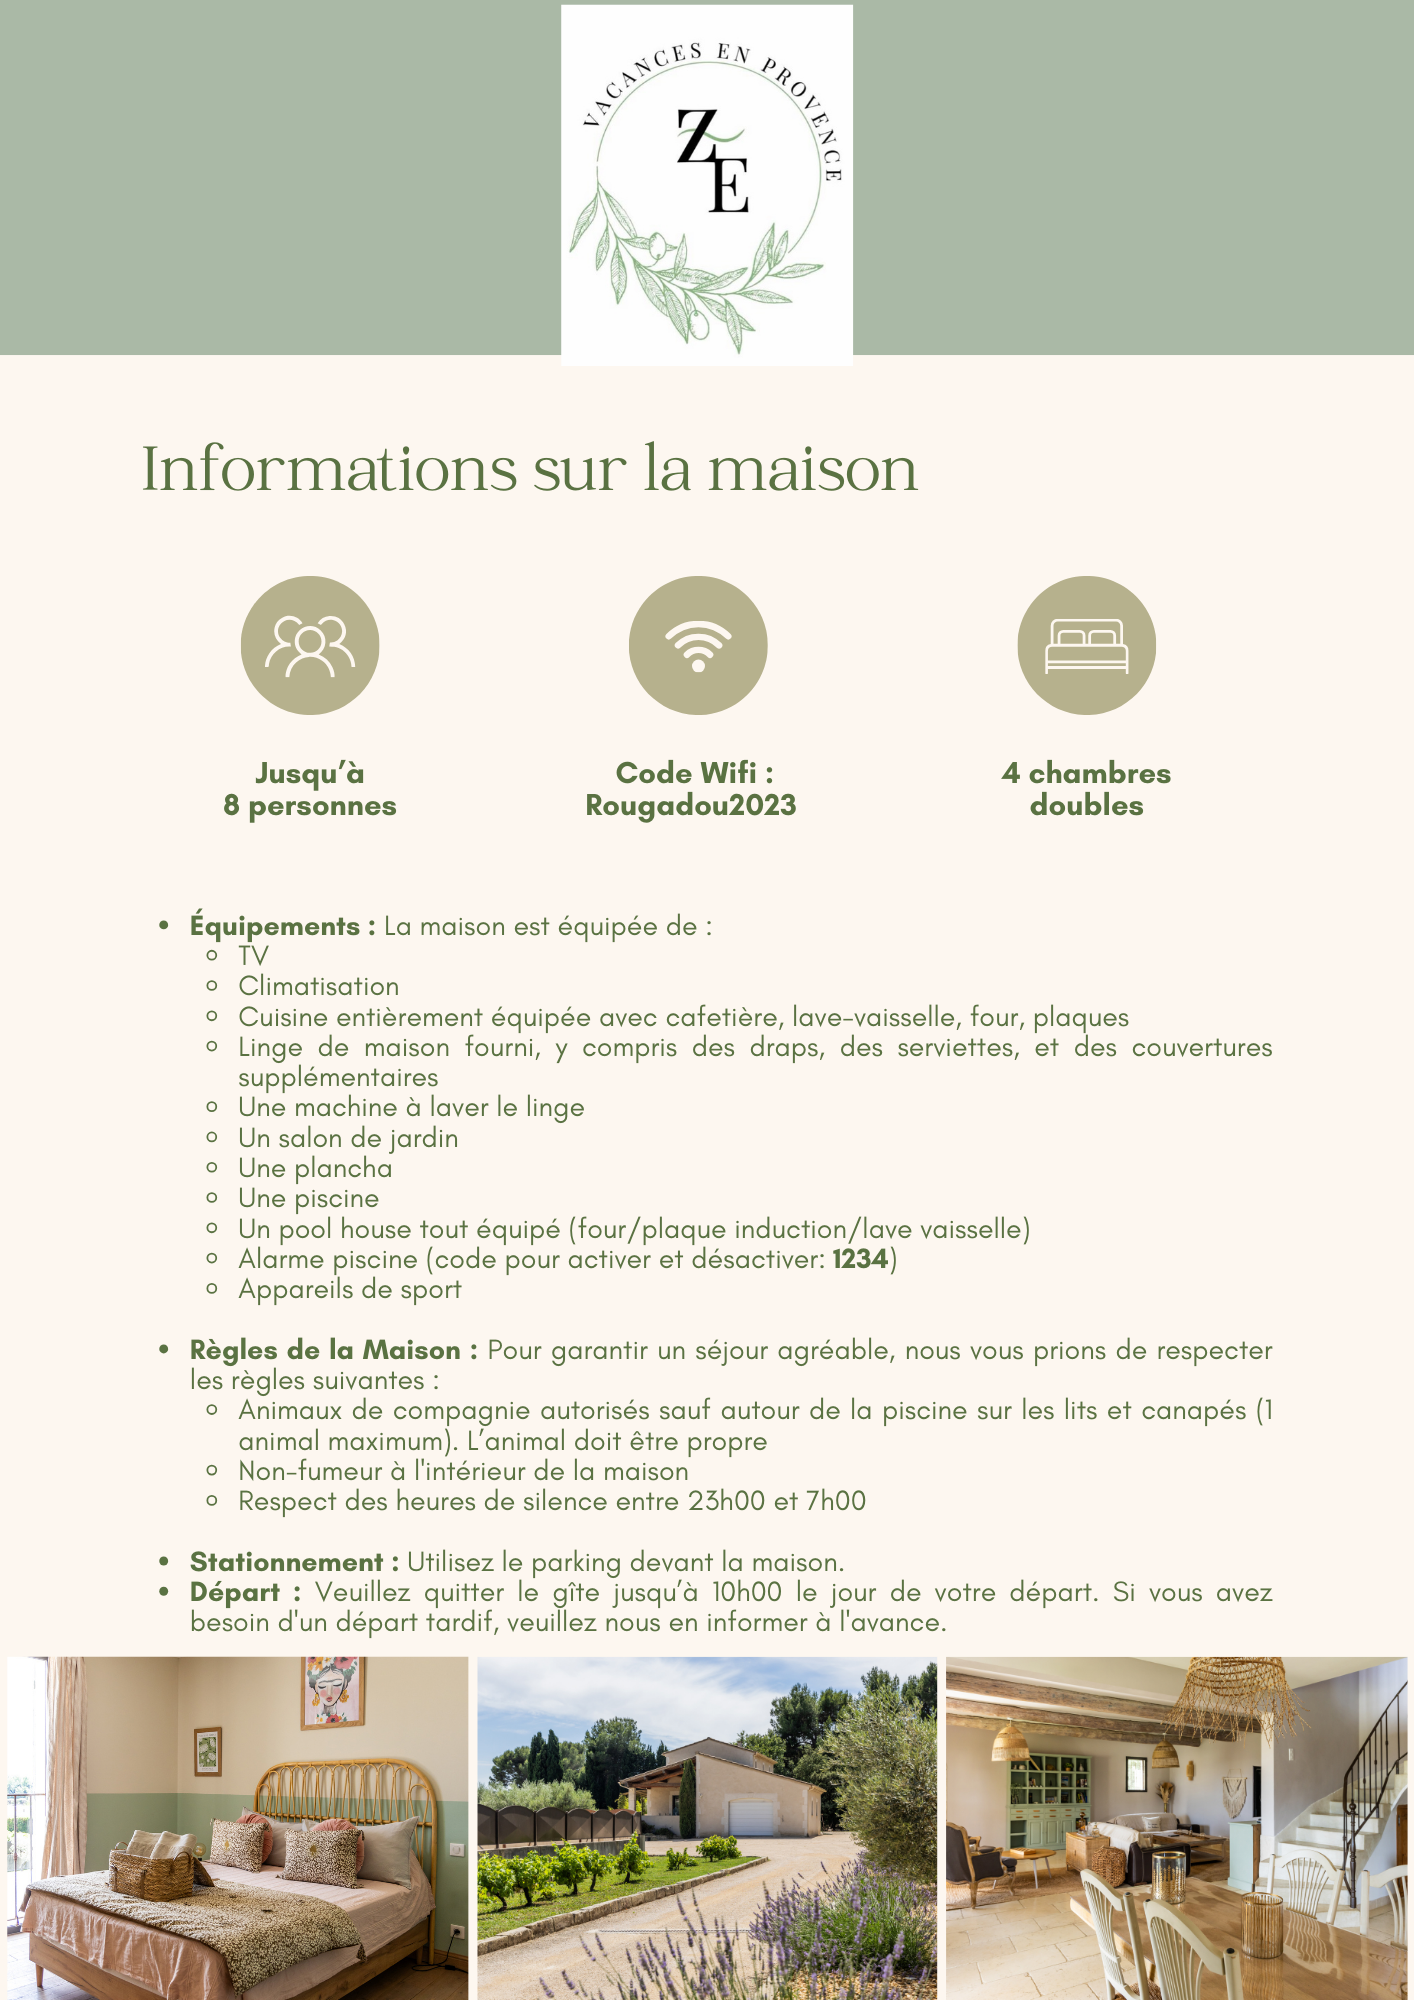 VACANCES EN PROVENCE
Z
E
Informations sur la maison
Jusqu’à
8 personnes
Code Wifi :
Rougadou2023
4 chambres
doubles
• Équipements : La maison est équipée de :
◦ TV
◦ Climatisation
◦ Cuisine entièrement équipée avec cafetière, lave-vaisselle, four, plaques
◦ Linge de maison fourni, y compris des draps, des serviettes, et des couvertures
supplémentaires
◦ Une machine à laver le linge
◦ Un salon de jardin
◦ Une plancha
◦ Une piscine
◦ Un pool house tout équipé (four/plaque induction/lave vaisselle)
◦ Alarme piscine (code pour activer et désactiver: 1234)
◦ Appareils de sport
• Règles de la Maison : Pour garantir un séjour agréable, nous vous prions de respecter
les règles suivantes :
◦ Animaux de compagnie autorisés sauf autour de la piscine sur les lits et canapés (1
animal maximum). L’animal doit être propre
◦ Non-fumeur à l'intérieur de la maison
◦ Respect des heures de silence entre 23h00 et 7h00
• Stationnement : Utilisez le parking devant la maison.
• Départ : Veuillez quitter le gîte jusqu’à 10h00 le jour de votre départ. Si vous avez
besoin d'un départ tardif, veuillez nous en informer à l'avance.